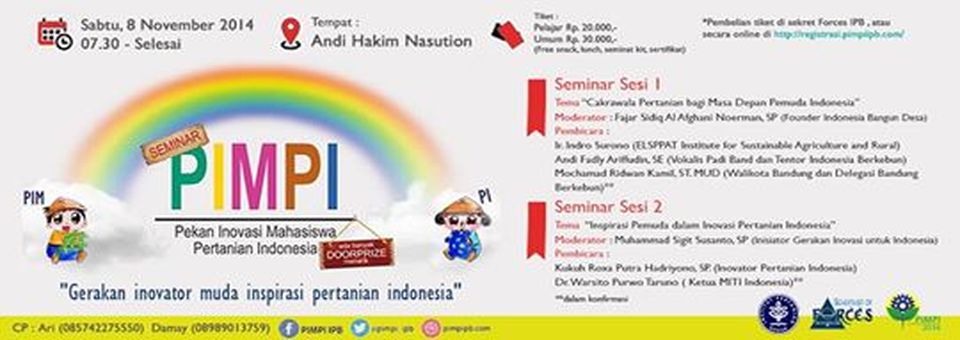 Sabtu, 8 November 2014
07.30 - Selesai
Tempat :
Andi Hakim Nasution
Tiket :
Pelajar Rp. 20.000,-
Umum Rp. 30.000,-
(Free snack, lunch, seminar kit, sertifikat)
*Pembelian tiket di sekret Forces IPB , atau
secara online di http://registrasi.pimpiipb.com/
SEMINAR
PIMPI
PIM
PI
Pekan Inovasi Mahasiswa
Pertanian Indonesia
ada banyak
DOORPRIZE
menarik
"Gerakan inovator muda inspirasi pertanian indonesia"
Seminar Sesi 1
Tema "Cakrawala Pertanian bagi Masa Depan Pemuda Indonesia"
Moderator : Fajar Sidiq Al Afghani Noerman, SP (Founder Indonesia Bangun Desa)
Pembicara :
Ir. Indro Surono (ELSPPAT Institute for Sustainable Agriculture and Rural)
Andi Fadly Ariffudin, SE (Vokalis Padi Band dan Tentor Indonesia Berkebun)
Mochamad Ridwan Kamil, ST. MUD (Walikota Bandung dan Delegasi Bandung
Berkebun)**
Seminar Sesi 2
Tema "Inspirasi Pemuda dalam Inovasi Pertanian Indonesia"
Moderator : Muhammad Sigit Susanto, SP (Inisiator Gerakan Inovasi untuk Indonesia)
Pembicara :
Kukuh Roxa Putra Hadriyono, SP. (Inovator Pertanian Indonesia)
Dr. Warsito Purwo Taruno ( Ketua MITI Indonesia)**
**dalam konfirmasi
CP : Ari (085742275550) Damay (08989013759)
PIMPI IPB
@pimpi_ipb
pimpiipb.com
FORCES
PIMPI
2014